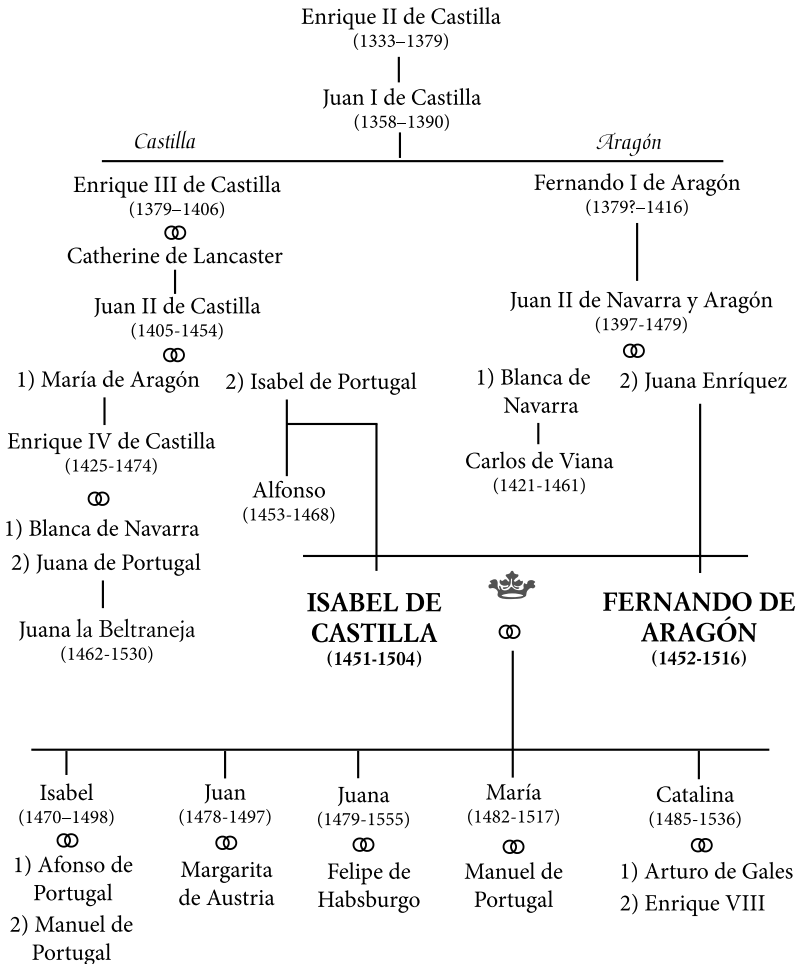 Enrique II de Castilla
(1333–1379)
Juan I de Castilla
(1358–1390)
Castilla
Aragón
Enrique III de Castilla
(1379–1406)
Catherine de Lancaster
Juan II de Castilla
(1405-1454)
1) María de Aragón
2) Isabel de Portugal
Enrique IV de Castilla
(1425-1474)
Alfonso
(1453-1468)
1) Blanca de Navarra
2) Juana de Portugal
Juana la Beltraneja
(1462-1530)
Fernando I de Aragón
(1379?–1416)
Juan II de Navarra y Aragón
(1397-1479)
1) Blanca de
Navarra
2) Juana Enríquez
Carlos de Viana
(1421-1461)
ISABEL DE
CASTILLA
(1451-1504)
FERNANDO DE
ARAGÓN
(1452-1516)
Isabel
(1470–1498)
1) Afonso de
Portugal
2) Manuel de
Portugal
Juan
(1478-1497)
Margarita
de Austria
Juana
(1479-1555)
Felipe de
Habsburgo
María
(1482-1517)
Manuel de
Portugal
Catalina
(1485-1536)
1) Arturo de Gales
2) Enrique VIII